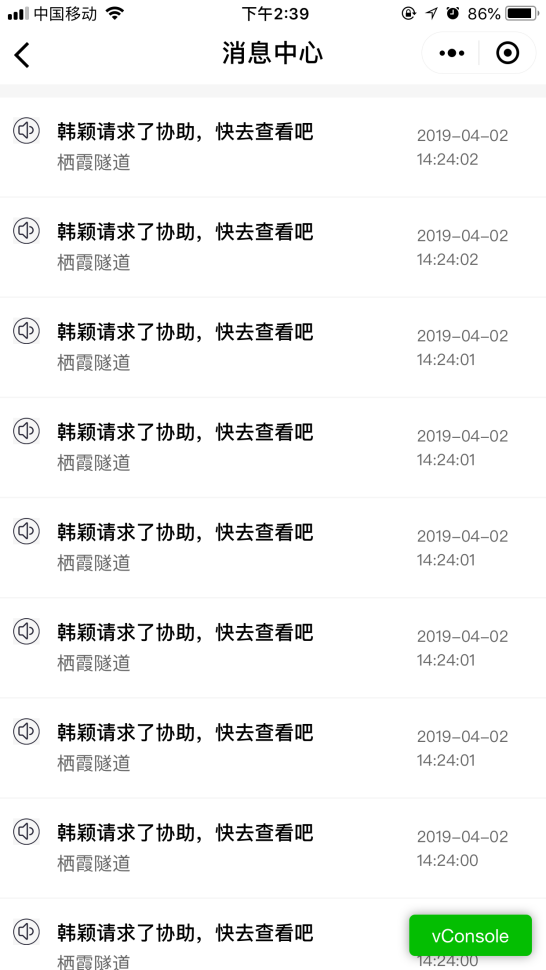 中国移动
下午2:39
86%
消息中心
韩颖请求了协助，快去查看吧
2019-04-02
栖霞隧道
14:24:02
韩颖请求了协助，快去查看吧
2019-04-02
栖霞隧道
14:24:02
韩颖请求了协助，快去查看吧
2019-04-02
栖霞隧道
14:24:01
韩颖请求了协助，快去查看吧
2019-04-02
栖霞隧道
14:24:01
韩颖请求了协助，快去查看吧
2019-04-02
栖霞隧道
14:24:01
韩颖请求了协助，快去查看吧
2019-04-02
栖霞隧道
14:24:01
韩颖请求了协助，快去查看吧
2019-04-02
栖霞隧道
14:24:01
韩颖请求了协助，快去查看吧
2019-04-02
栖霞隧道
14:24:00
韩颖请求了协助，快去查看吧
vConsole
栖霞隧道
14:24:00